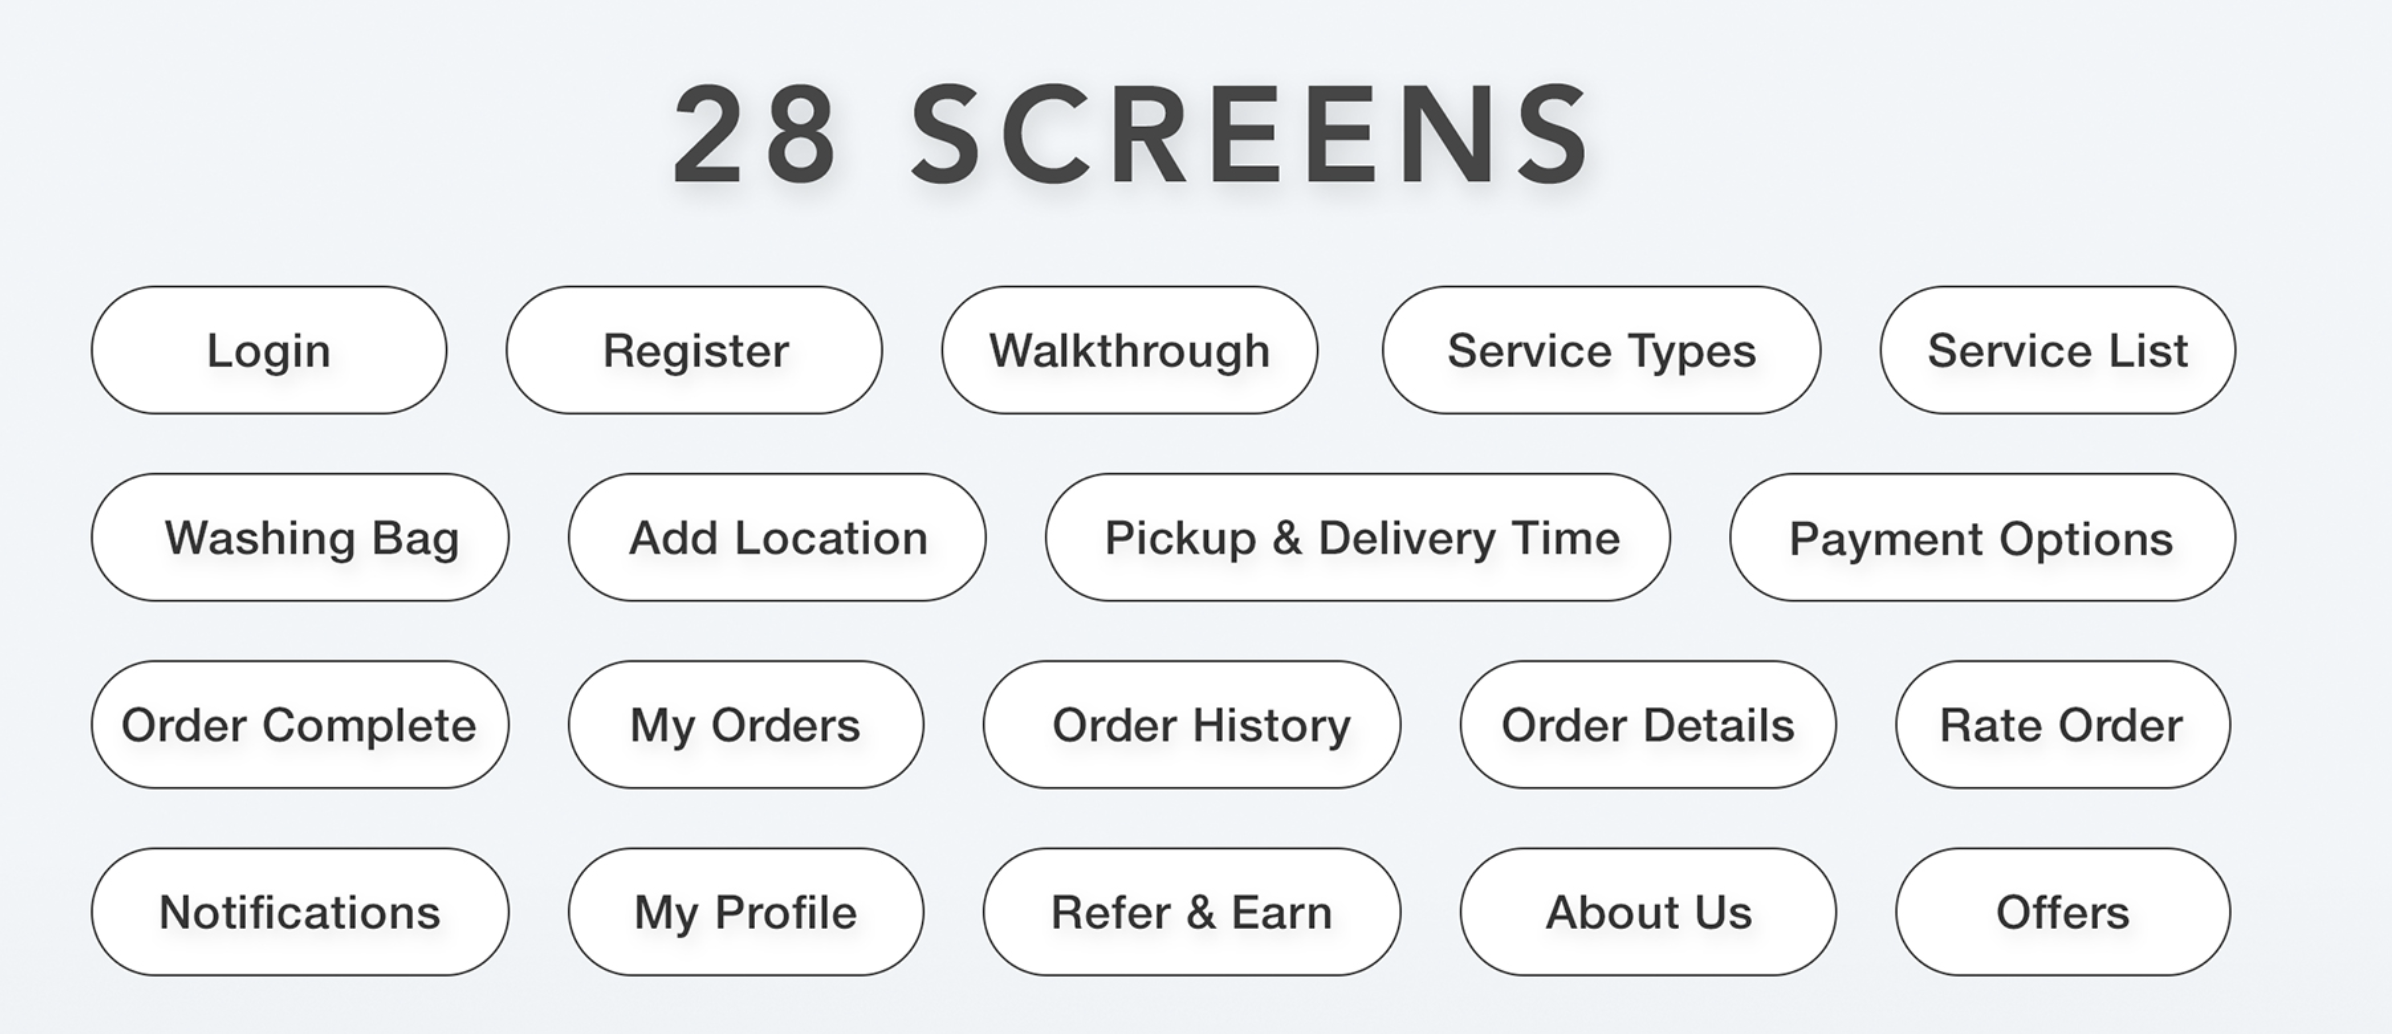 28 SCREENS
Login Register Walkthrough Service Types Service List
Washing Bag Add Location Pickup & Delivery Time Payment Options
Order Complete My Orders Order History Order Details Rate Order
Notifications My Profile Refer & Earn About Us Offers